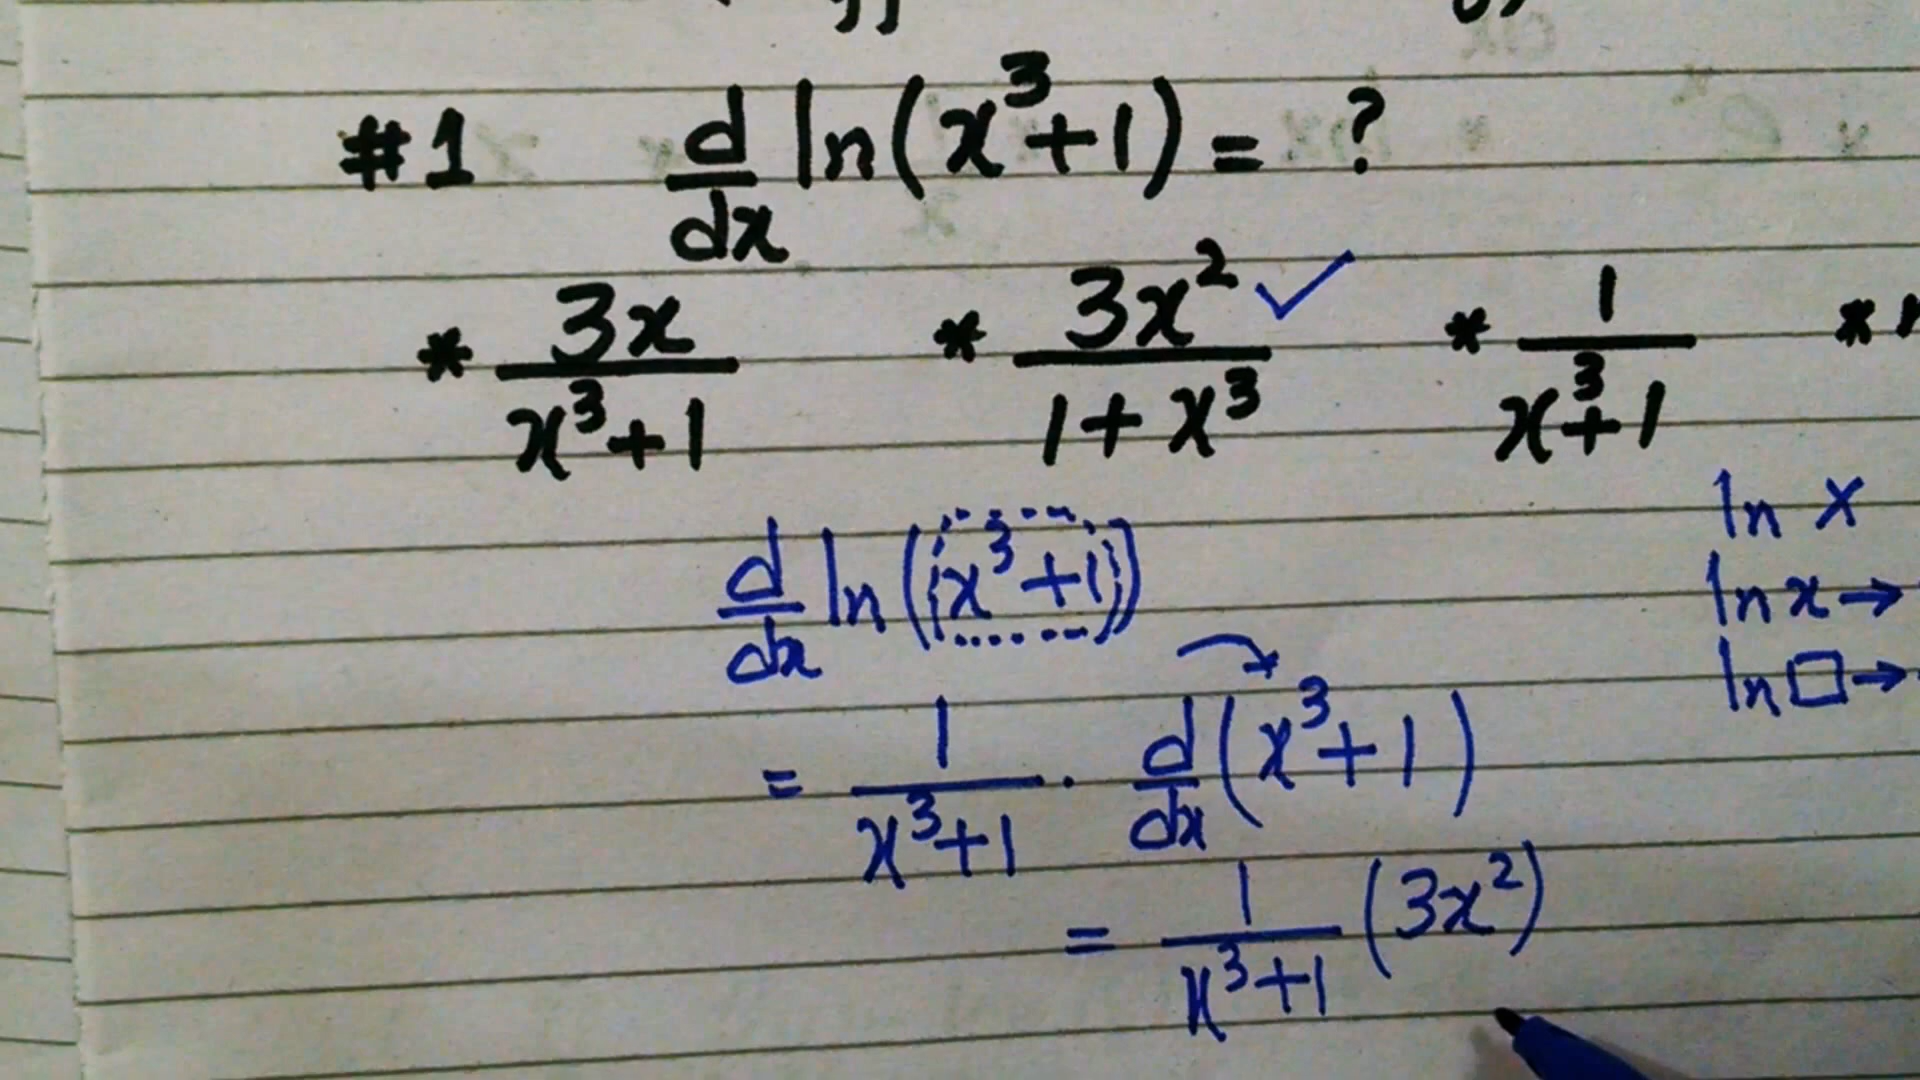 #1 d/dx ln(x³+1) = ?
* 3x/(x³+1) * 3x²/(1+x³) ✓ * 1/(x³+1) *
ln x
d/dx ln(x³+1)
ln x →
ln □ →
= 1/(x³+1) · d/dx (x³+1)
= 1/(x³+1) (3x²)